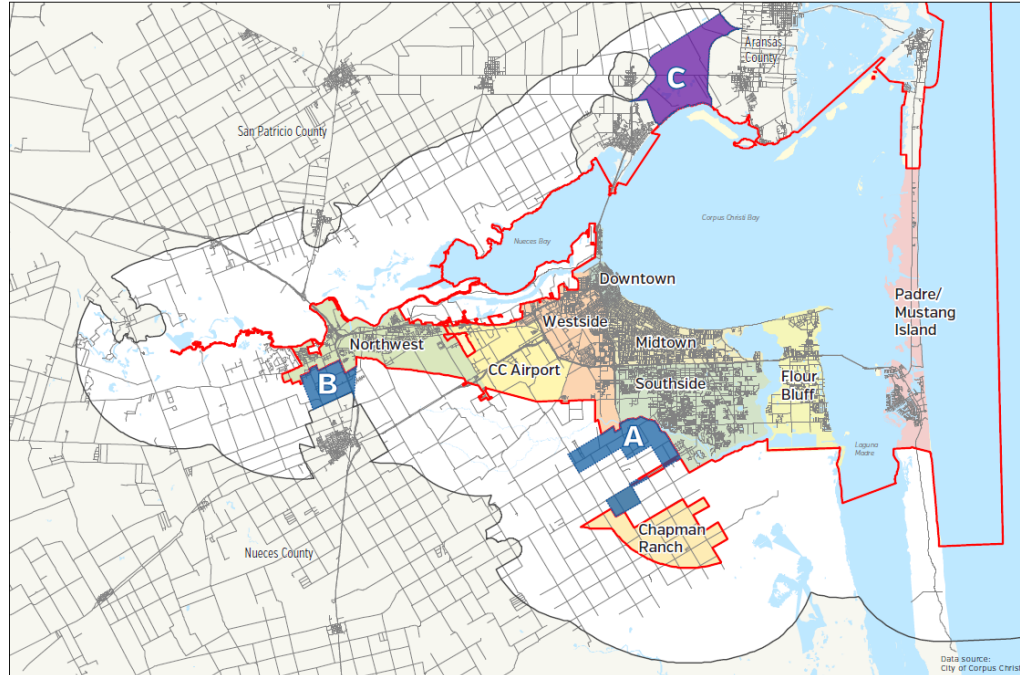 Aransas
County
C
San Patricio County
Corpus Christi Bay
Nueces Bay
Downtown
Padre/
Mustang
Island
Westside
Northwest
Midtown
CC Airport
Southside
Flour
Bluff
B
A
Laguna
Madre
Chapman
Ranch
Nueces County
Data source:
City of Corpus Christi